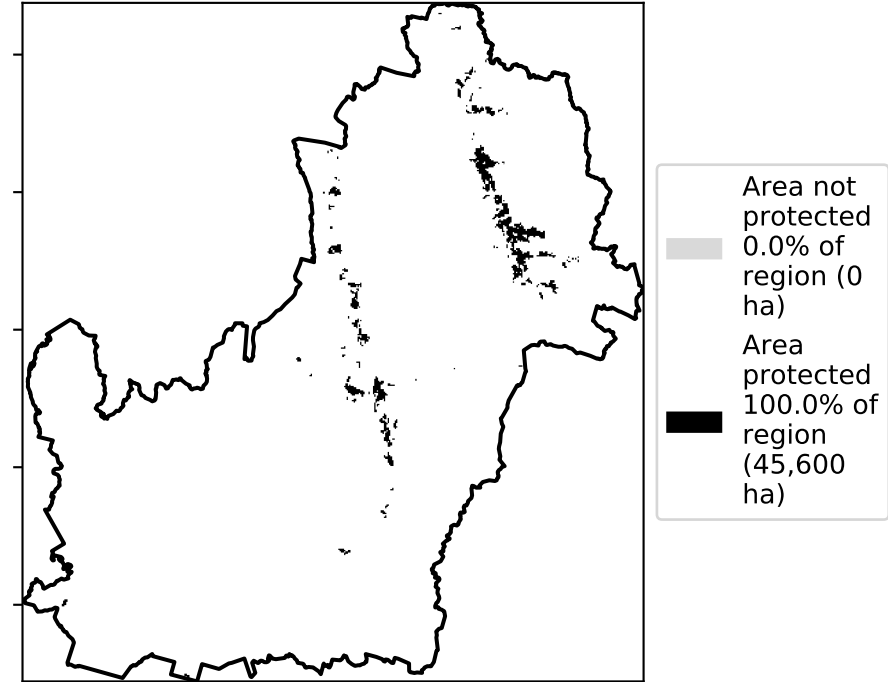 Area not
protected
0.0% of
region (0
ha)
Area
protected
100.0% of
region
(45,600
ha)